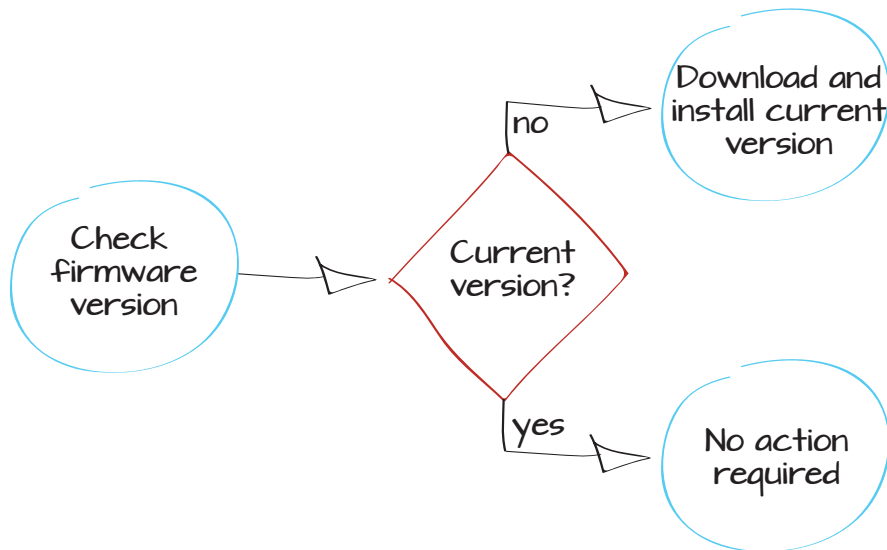 Check
firmware
version
Current
version?
no
Download and
install current
version
yes
No action
required